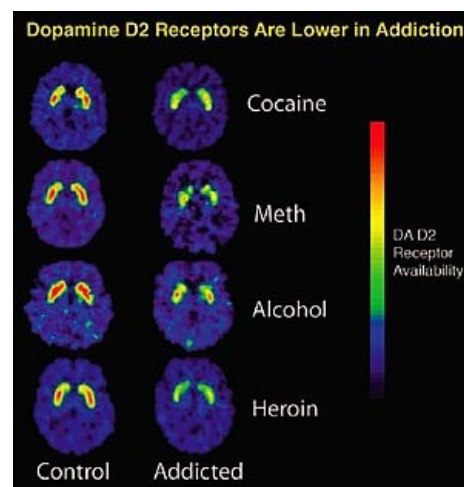 Dopamine D2 Receptors Are Lower in Addiction
Cocaine
Meth
DA D2
Receptor
Availability
Alcohol
Heroin
Control Addicted